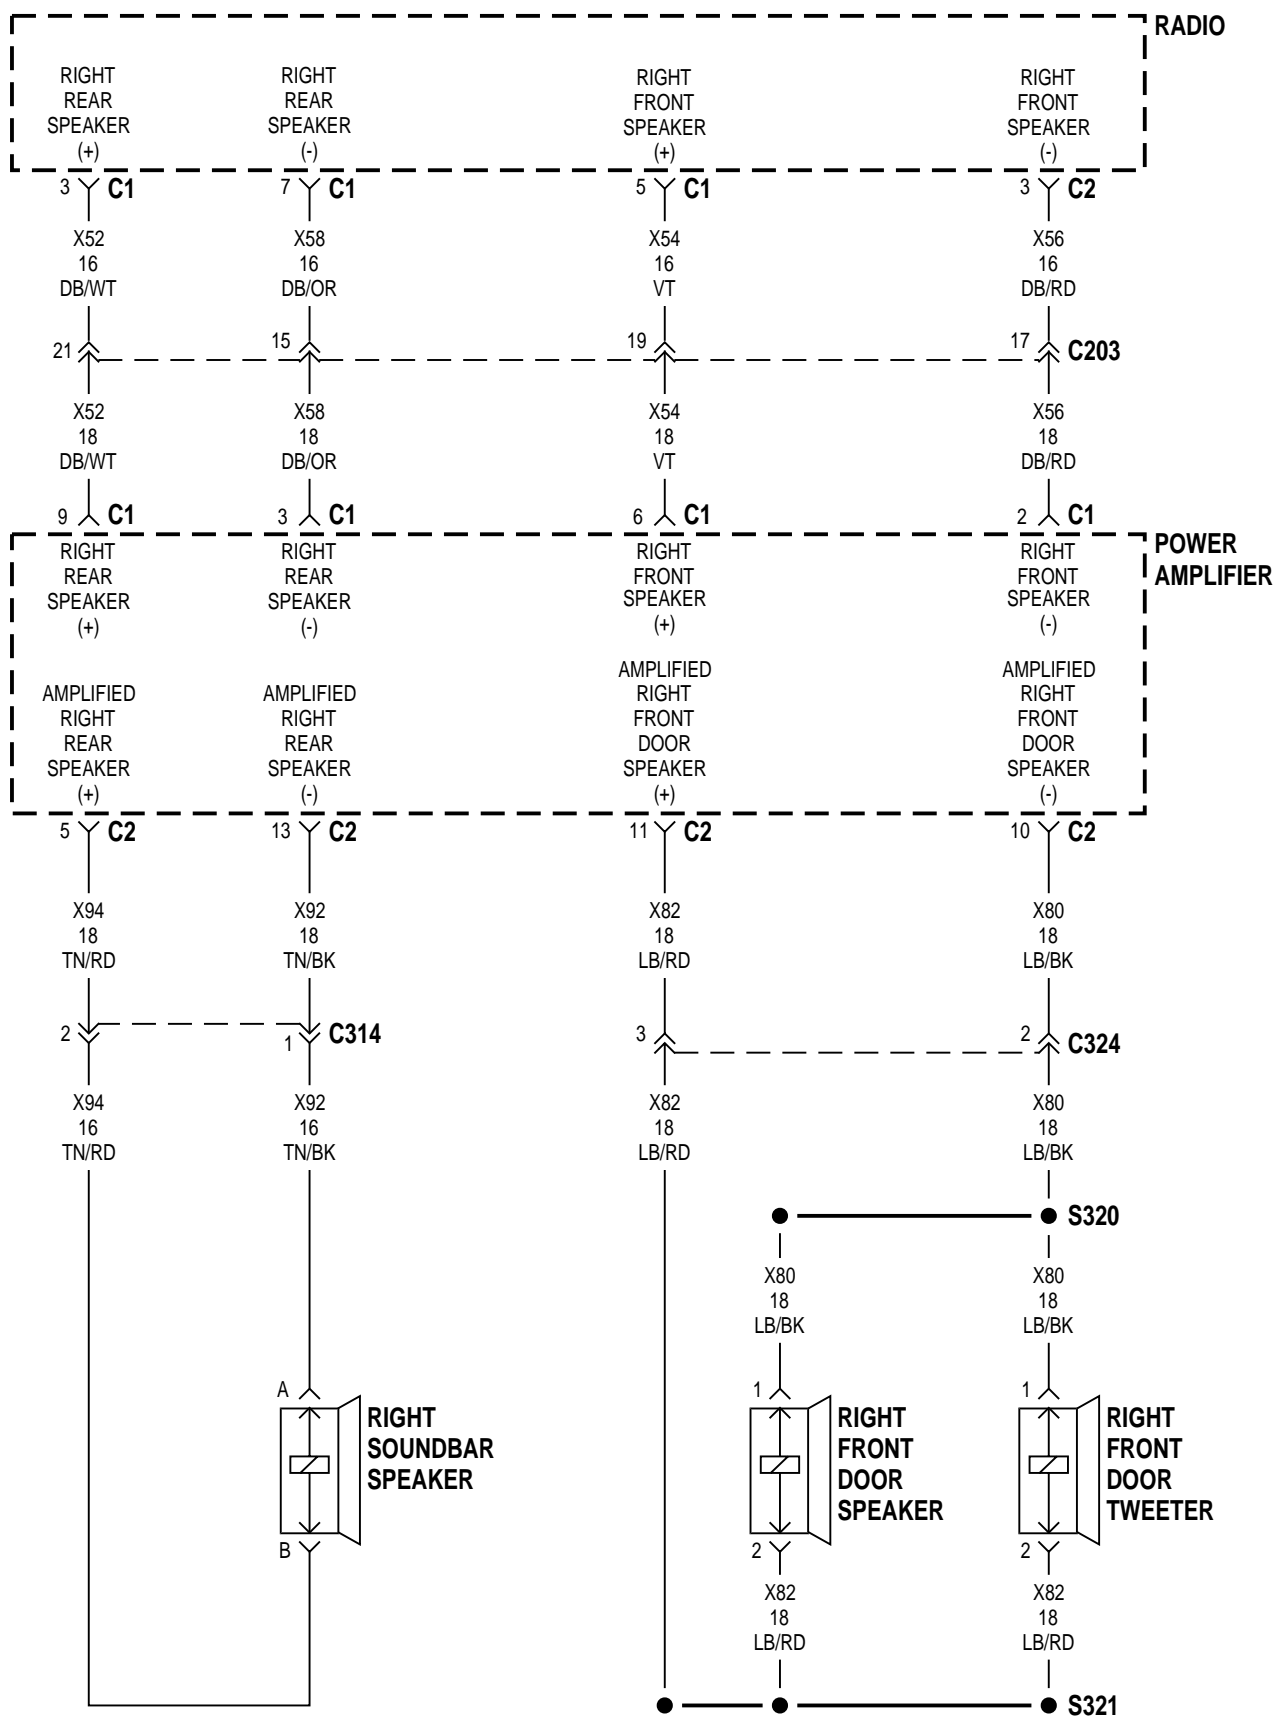 RADIO
RIGHT REAR SPEAKER (+)
RIGHT REAR SPEAKER (-)
RIGHT FRONT SPEAKER (+)
RIGHT FRONT SPEAKER (-)
3 C1
7 C1
5 C1
3 C2
X52 16 DB/WT
X58 16 DB/OR
X54 16 VT
X56 16 DB/RD
21
15
19
17 C203
X52 18 DB/WT
X58 18 DB/OR
X54 18 VT
X56 18 DB/RD
9 C1
3 C1
6 C1
2 C1
POWER
AMPLIFIER
RIGHT REAR SPEAKER (+)
RIGHT REAR SPEAKER (-)
RIGHT FRONT SPEAKER (+)
RIGHT FRONT SPEAKER (-)
AMPLIFIED RIGHT REAR SPEAKER (+)
AMPLIFIED RIGHT REAR SPEAKER (-)
AMPLIFIED RIGHT FRONT DOOR SPEAKER (+)
AMPLIFIED RIGHT FRONT DOOR SPEAKER (-)
5 C2
13 C2
11 C2
10 C2
X94 18 TN/RD
X92 18 TN/BK
X82 18 LB/RD
X80 18 LB/BK
2
1 C314
3
2 C324
X94 16 TN/RD
X92 16 TN/BK
X82 18 LB/RD
X80 18 LB/BK
S320
X80 18 LB/BK
X80 18 LB/BK
A
1
1
RIGHT SOUNDBAR SPEAKER
RIGHT FRONT DOOR SPEAKER
RIGHT FRONT DOOR TWEETER
B
2
2
X82 18 LB/RD
X82 18 LB/RD
S321